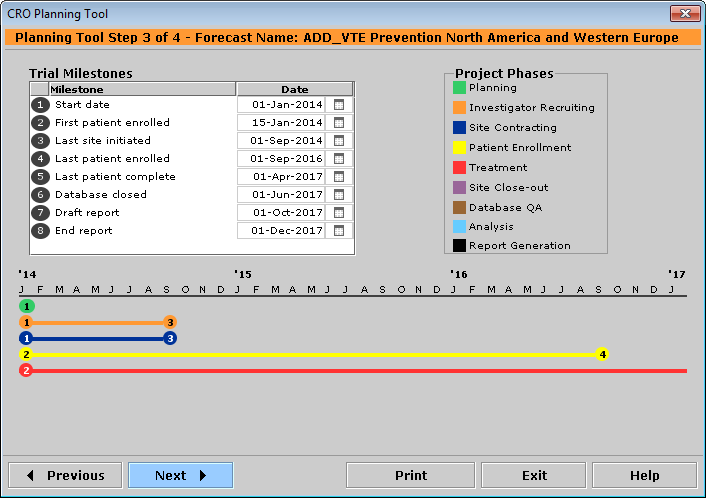 CRO Planning Tool
Planning Tool Step 3 of 4 - Forecast Name: ADD_VTE Prevention North America and Western Europe
Trial Milestones
Milestone Date
1 Start date 01-Jan-2014
2 First patient enrolled 15-Jan-2014
3 Last site initiated 01-Sep-2014
4 Last patient enrolled 01-Sep-2016
5 Last patient complete 01-Apr-2017
6 Database closed 01-Jun-2017
7 Draft report 01-Oct-2017
8 End report 01-Dec-2017
Project Phases
Planning
Investigator Recruiting
Site Contracting
Patient Enrollment
Treatment
Site Close-out
Database QA
Analysis
Report Generation
'14 '15 '16 '17
J F M A M J J A S O N D J F M A M J J A S O N D J F M A M J J A S O N D J
1
1 3
1 3
2 4
2
Previous Next Print Exit Help